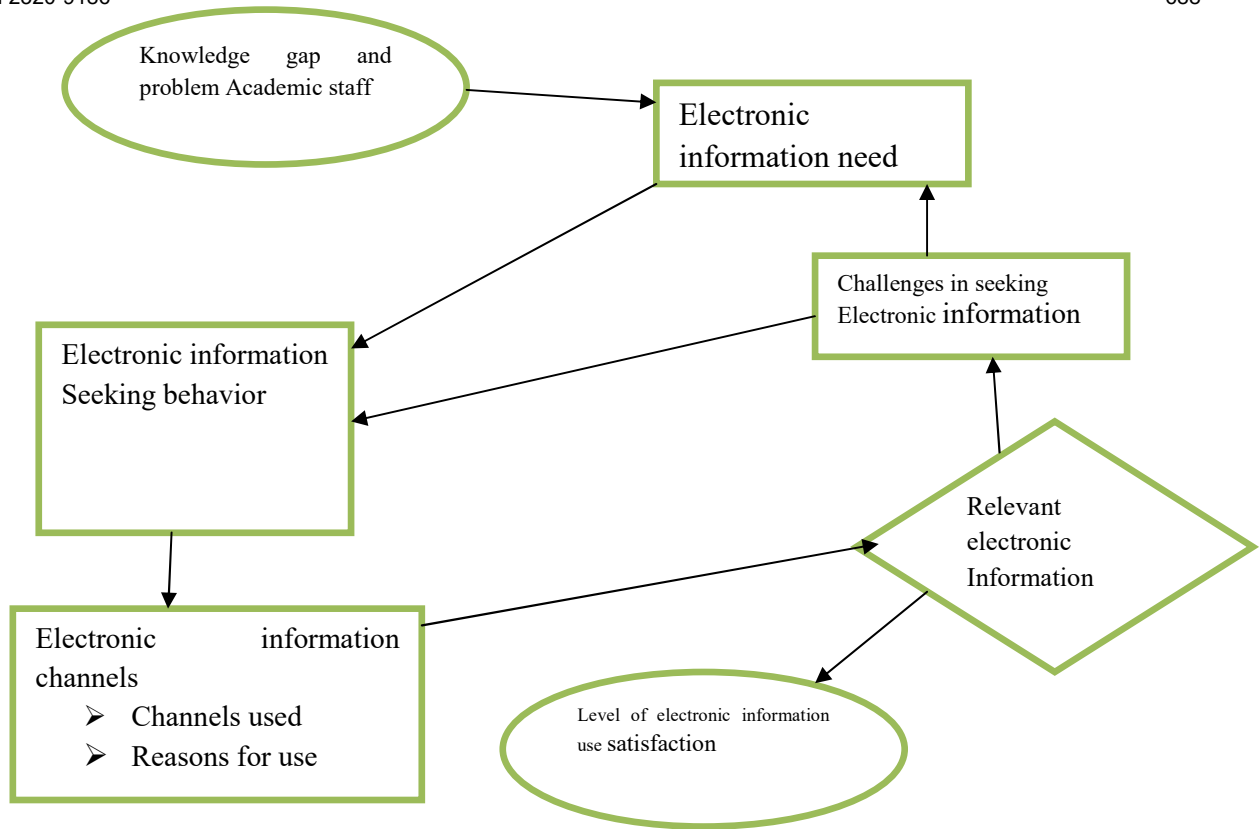 Knowledge gap and
problem Academic staff
Electronic
information need
Challenges in seeking
Electronic information
Electronic information
Seeking behavior
Relevant
electronic
Information
Electronic information
channels
➢ Channels used
➢ Reasons for use
Level of electronic information
use satisfaction